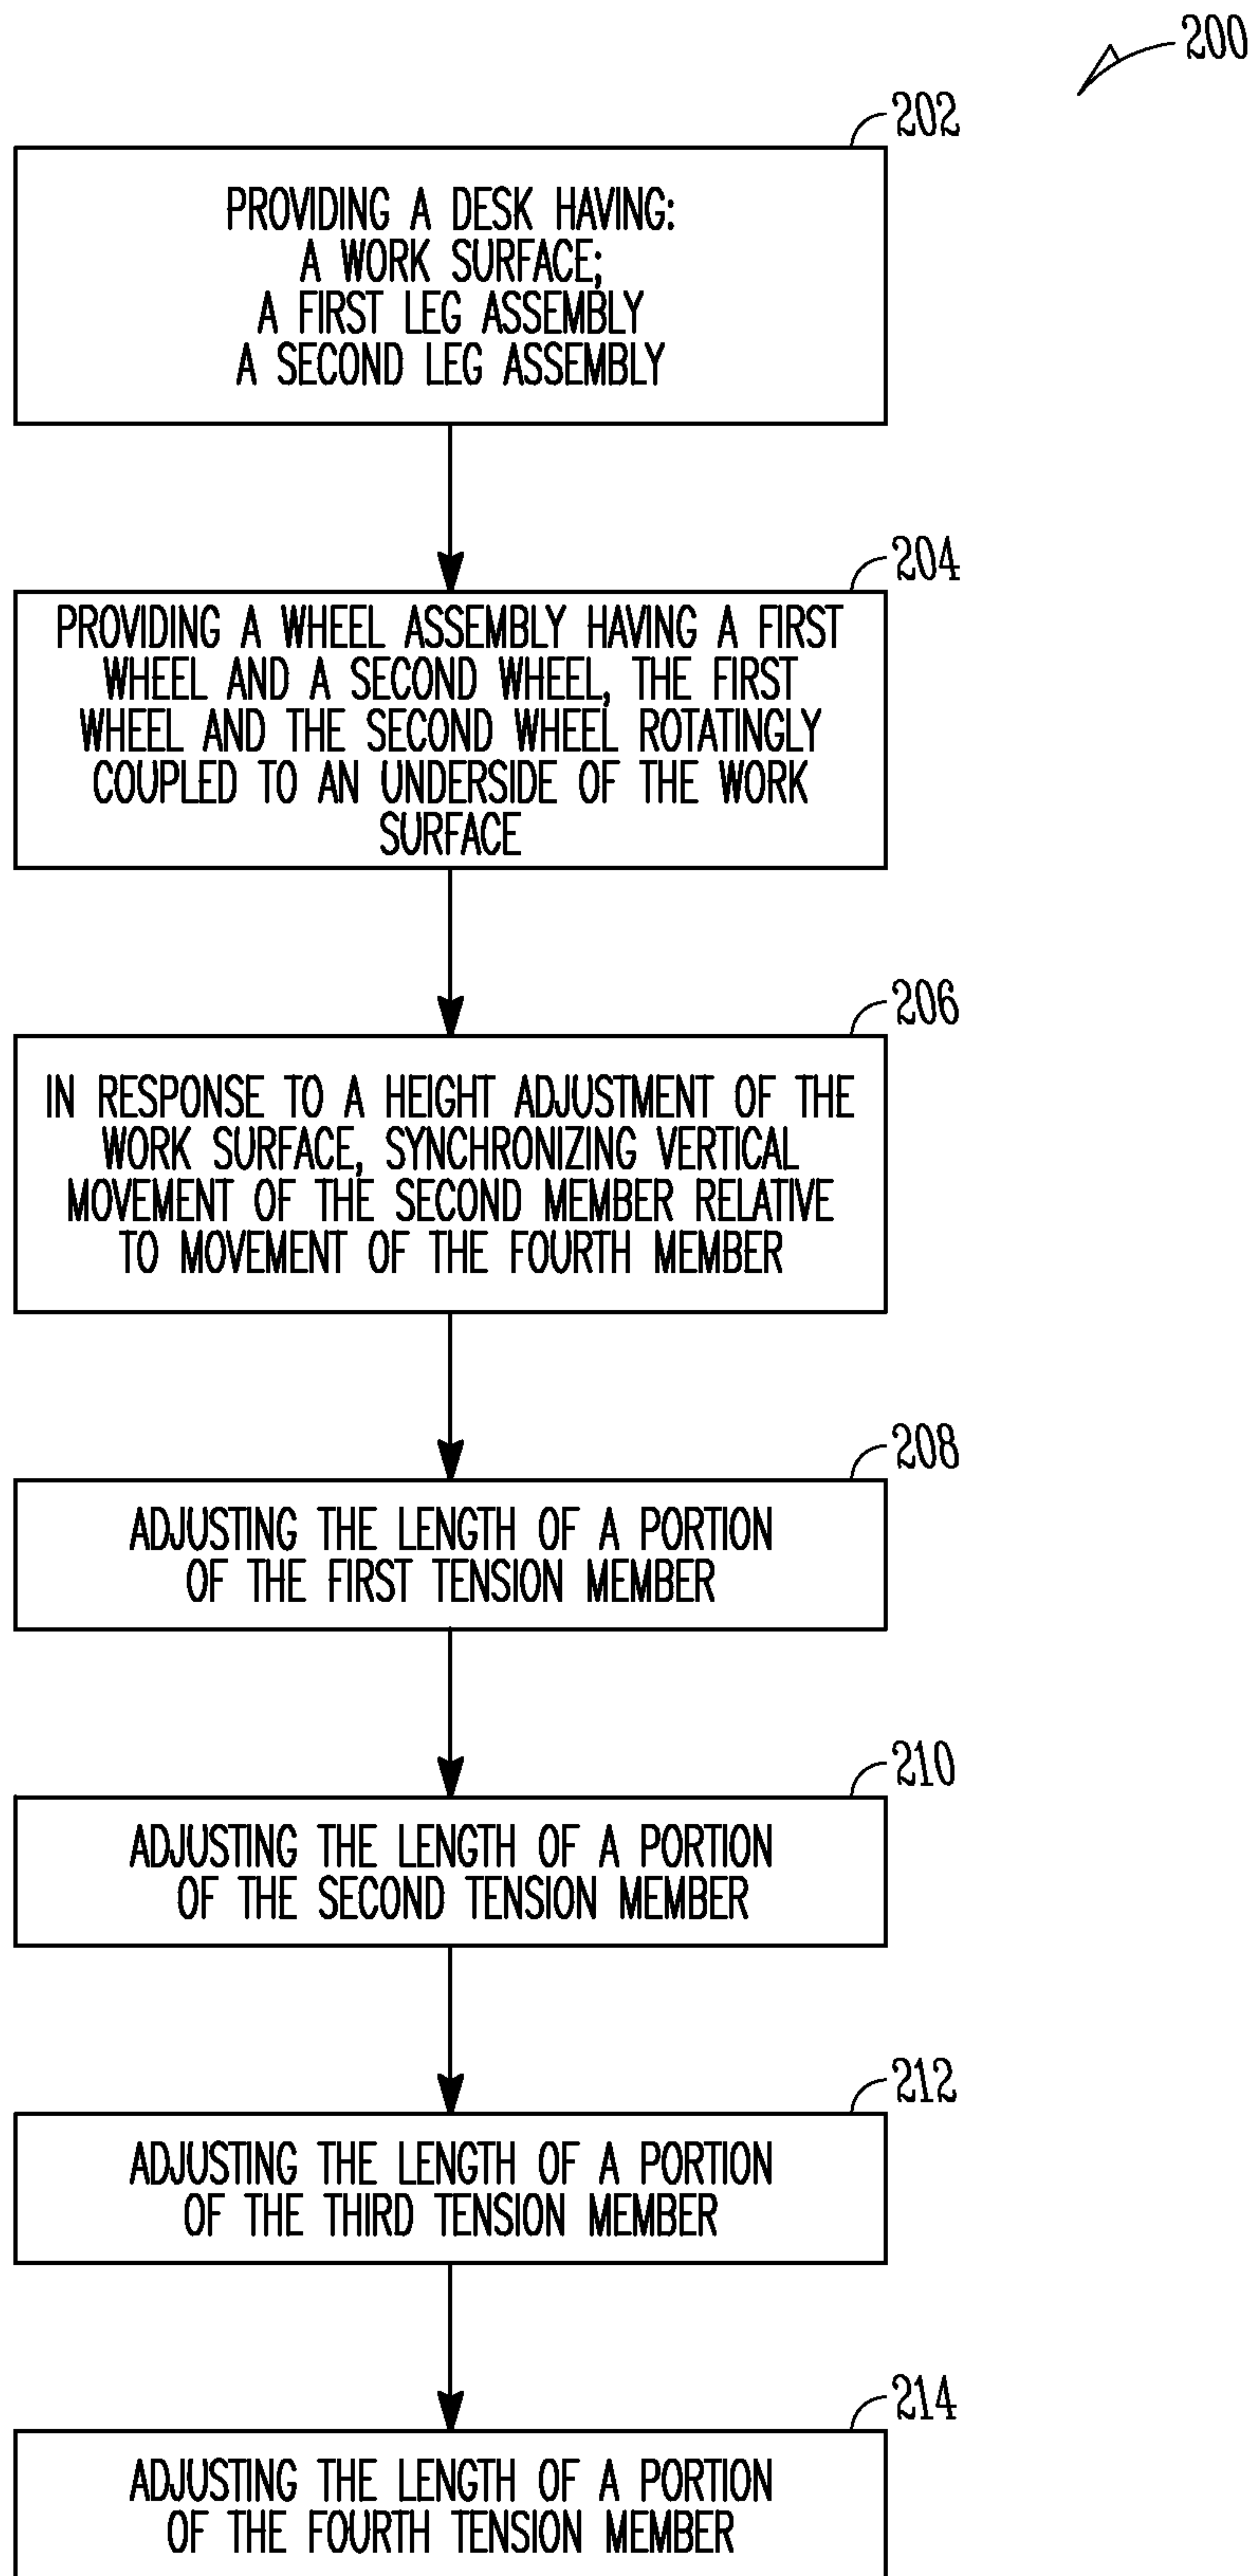 200
202
PROVIDING A DESK HAVING:
A WORK SURFACE;
A FIRST LEG ASSEMBLY
A SECOND LEG ASSEMBLY
204
PROVIDING A WHEEL ASSEMBLY HAVING A FIRST
WHEEL AND A SECOND WHEEL, THE FIRST
WHEEL AND THE SECOND WHEEL ROTATINGLY
COUPLED TO AN UNDERSIDE OF THE WORK
SURFACE
206
IN RESPONSE TO A HEIGHT ADJUSTMENT OF THE
WORK SURFACE, SYNCHRONIZING VERTICAL
MOVEMENT OF THE SECOND MEMBER RELATIVE
TO MOVEMENT OF THE FOURTH MEMBER
208
ADJUSTING THE LENGTH OF A PORTION
OF THE FIRST TENSION MEMBER
210
ADJUSTING THE LENGTH OF A PORTION
OF THE SECOND TENSION MEMBER
212
ADJUSTING THE LENGTH OF A PORTION
OF THE THIRD TENSION MEMBER
214
ADJUSTING THE LENGTH OF A PORTION
OF THE FOURTH TENSION MEMBER